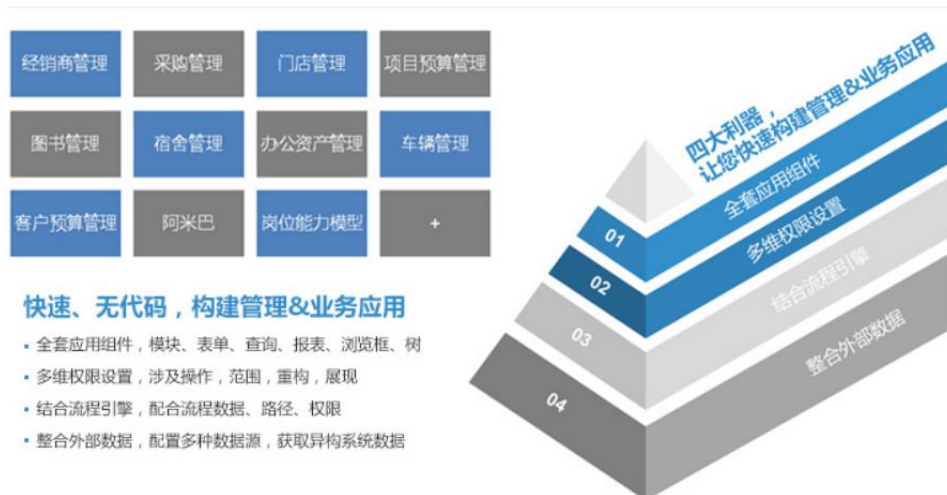 经销商管理
采购管理
门店管理
项目预算管理
图书管理
宿舍管理
办公资产管理
车辆管理
客户预算管理
阿米巴
岗位能力模型
+
快速、无代码，构建管理&业务应用
▪ 全套应用组件，模块、表单、查询、报表、浏览框、树
▪ 多维权限设置，涉及操作，范围，重构，展现
▪ 结合流程引擎，配合流程数据、路径、权限
▪ 整合外部数据，配置多种数据源，获取异构系统数据
四大利器，
让您快速构建管理&业务应用
01 全套应用组件
02 多维权限设置
03 结合流程引擎
04 整合外部数据